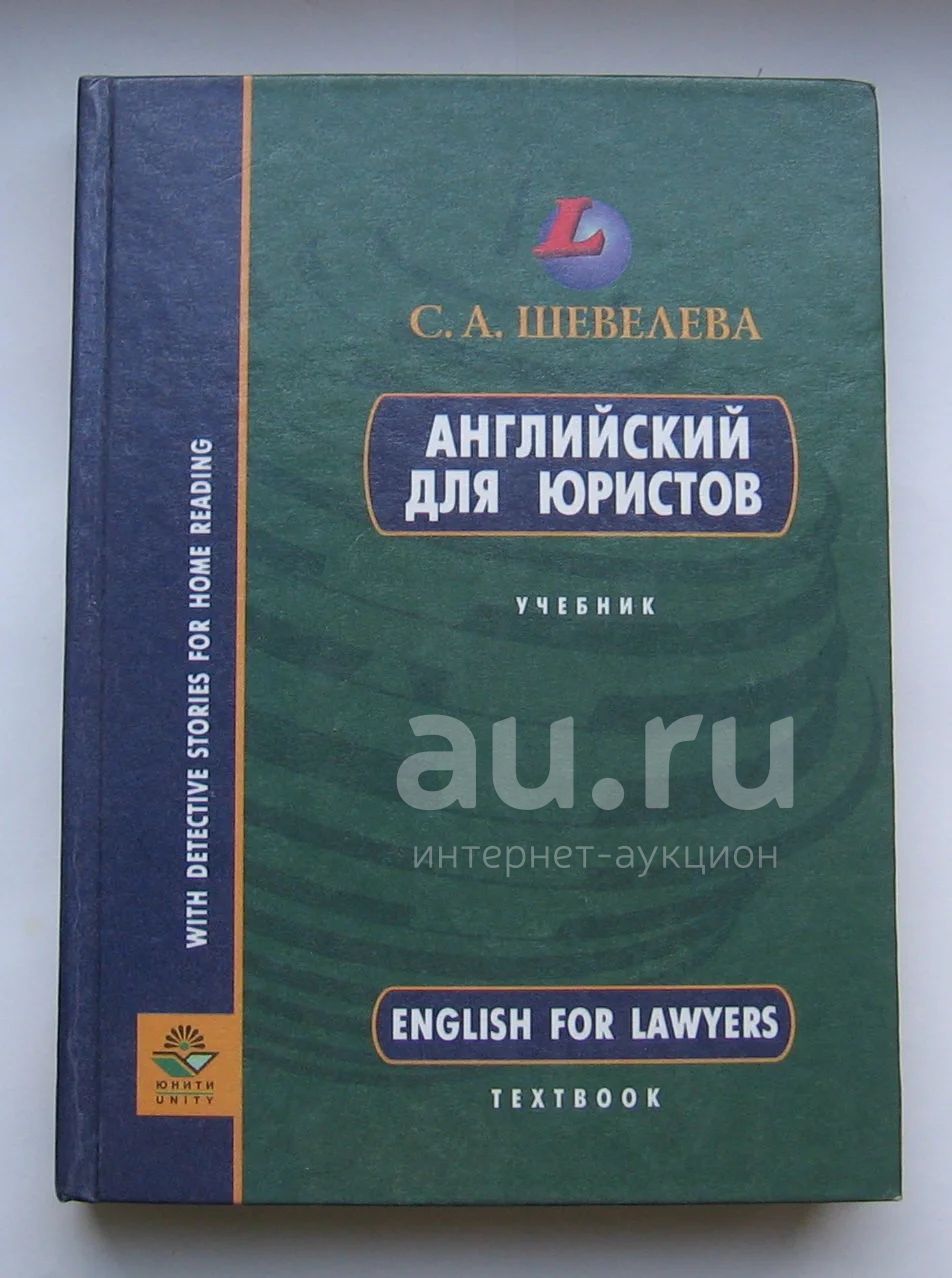 L
С. А. ШЕВЕЛЕВА
АНГЛИЙСКИЙ
ДЛЯ ЮРИСТОВ
УЧЕБНИК
WITH DETECTIVE STORIES FOR HOME READING
au.ru
интернет-аукцион
ENGLISH FOR LAWYERS
TEXTBOOK
ЮНИТИ
UNITY